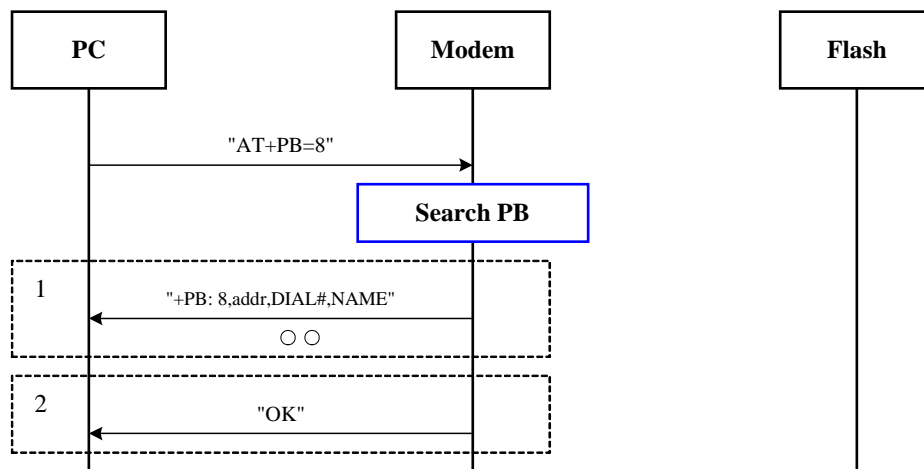 PC
Modem
Flash
"AT+PB=8"
Search PB
1
"+PB: 8,addr,DIAL#,NAME"
○ ○
2
"OK"